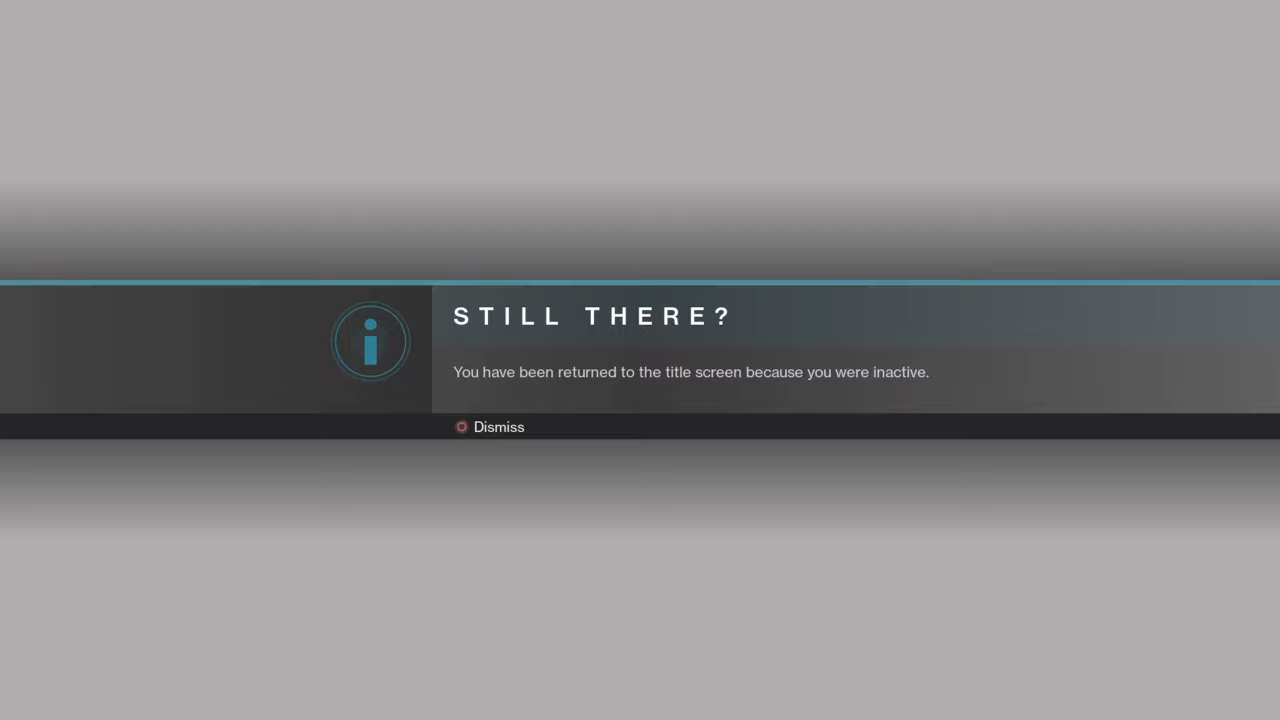 STILL THERE?
You have been returned to the title screen because you were inactive.
Dismiss